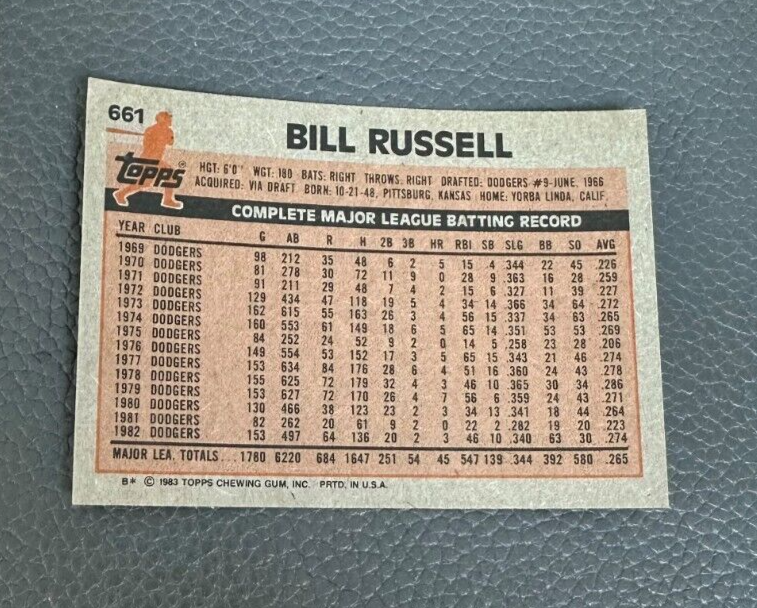 661
BILL RUSSELL
TOPPS®
HGT: 6'0" WGT: 180 BATS: RIGHT THROWS: RIGHT DRAFTED: DODGERS #9-JUNE, 1966
ACQUIRED: VIA DRAFT BORN: 10-21-48, PITTSBURG, KANSAS HOME: YORBA LINDA, CALIF.
COMPLETE MAJOR LEAGUE BATTING RECORD
YEAR CLUB G AB R H 2B 3B HR RBI SB SLG BB SO AVG
1969 DODGERS 98 212 35 48 6 2 5 15 4 .344 22 45 .226
1970 DODGERS 81 278 30 72 11 9 0 28 9 .363 16 28 .259
1971 DODGERS 91 211 29 48 7 4 2 15 6 .327 11 39 .227
1972 DODGERS 129 434 47 118 19 5 4 34 14 .366 34 64 .272
1973 DODGERS 162 615 55 163 26 3 4 56 15 .337 34 63 .265
1974 DODGERS 160 553 61 149 18 6 5 65 14 .351 53 53 .269
1975 DODGERS 84 252 24 52 9 2 0 14 5 .258 23 28 .206
1976 DODGERS 149 554 53 152 17 3 5 65 15 .343 21 46 .274
1977 DODGERS 153 634 84 176 28 6 4 51 16 .360 24 43 .278
1978 DODGERS 155 625 72 179 32 4 3 46 10 .365 30 34 .286
1979 DODGERS 153 627 72 170 26 4 7 56 6 .359 24 43 .271
1980 DODGERS 130 466 38 123 23 2 3 34 13 .341 18 44 .264
1981 DODGERS 82 262 20 61 9 2 0 22 2 .282 19 20 .223
1982 DODGERS 153 497 64 136 20 2 3 46 10 .340 63 30 .274
MAJOR LEA. TOTALS... 1780 6220 684 1647 251 54 45 547 139 .344 392 580 .265
B* © 1983 TOPPS CHEWING GUM, INC. PRTD. IN U.S.A.